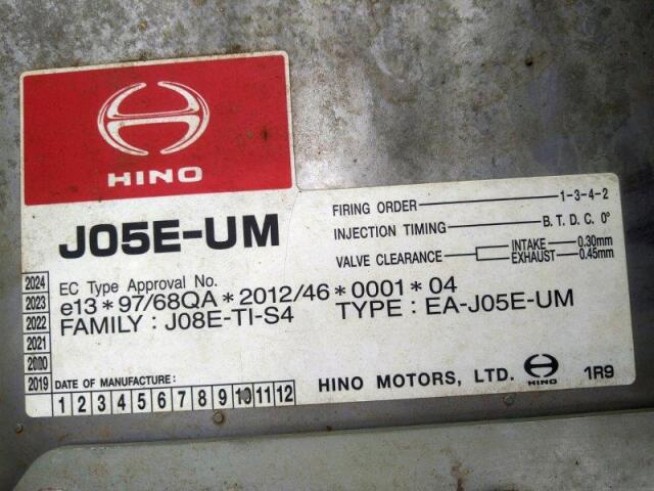 HINO
J05E-UM
FIRING ORDER 1-3-4-2
INJECTION TIMING B.T.D.C. 0°
VALVE CLEARANCE INTAKE 0.30mm
EXHAUST 0.45mm
EC Type Approval No.
e13*97/68QA*2012/46*0001*04
FAMILY : J08E-TI-S4 TYPE : EA-J05E-UM
2024
2023
2022
2021
2019
DATE OF MANUFACTURE :
1 2 3 4 5 6 7 8 9 10 11 12
HINO MOTORS, LTD. HINO 1R9